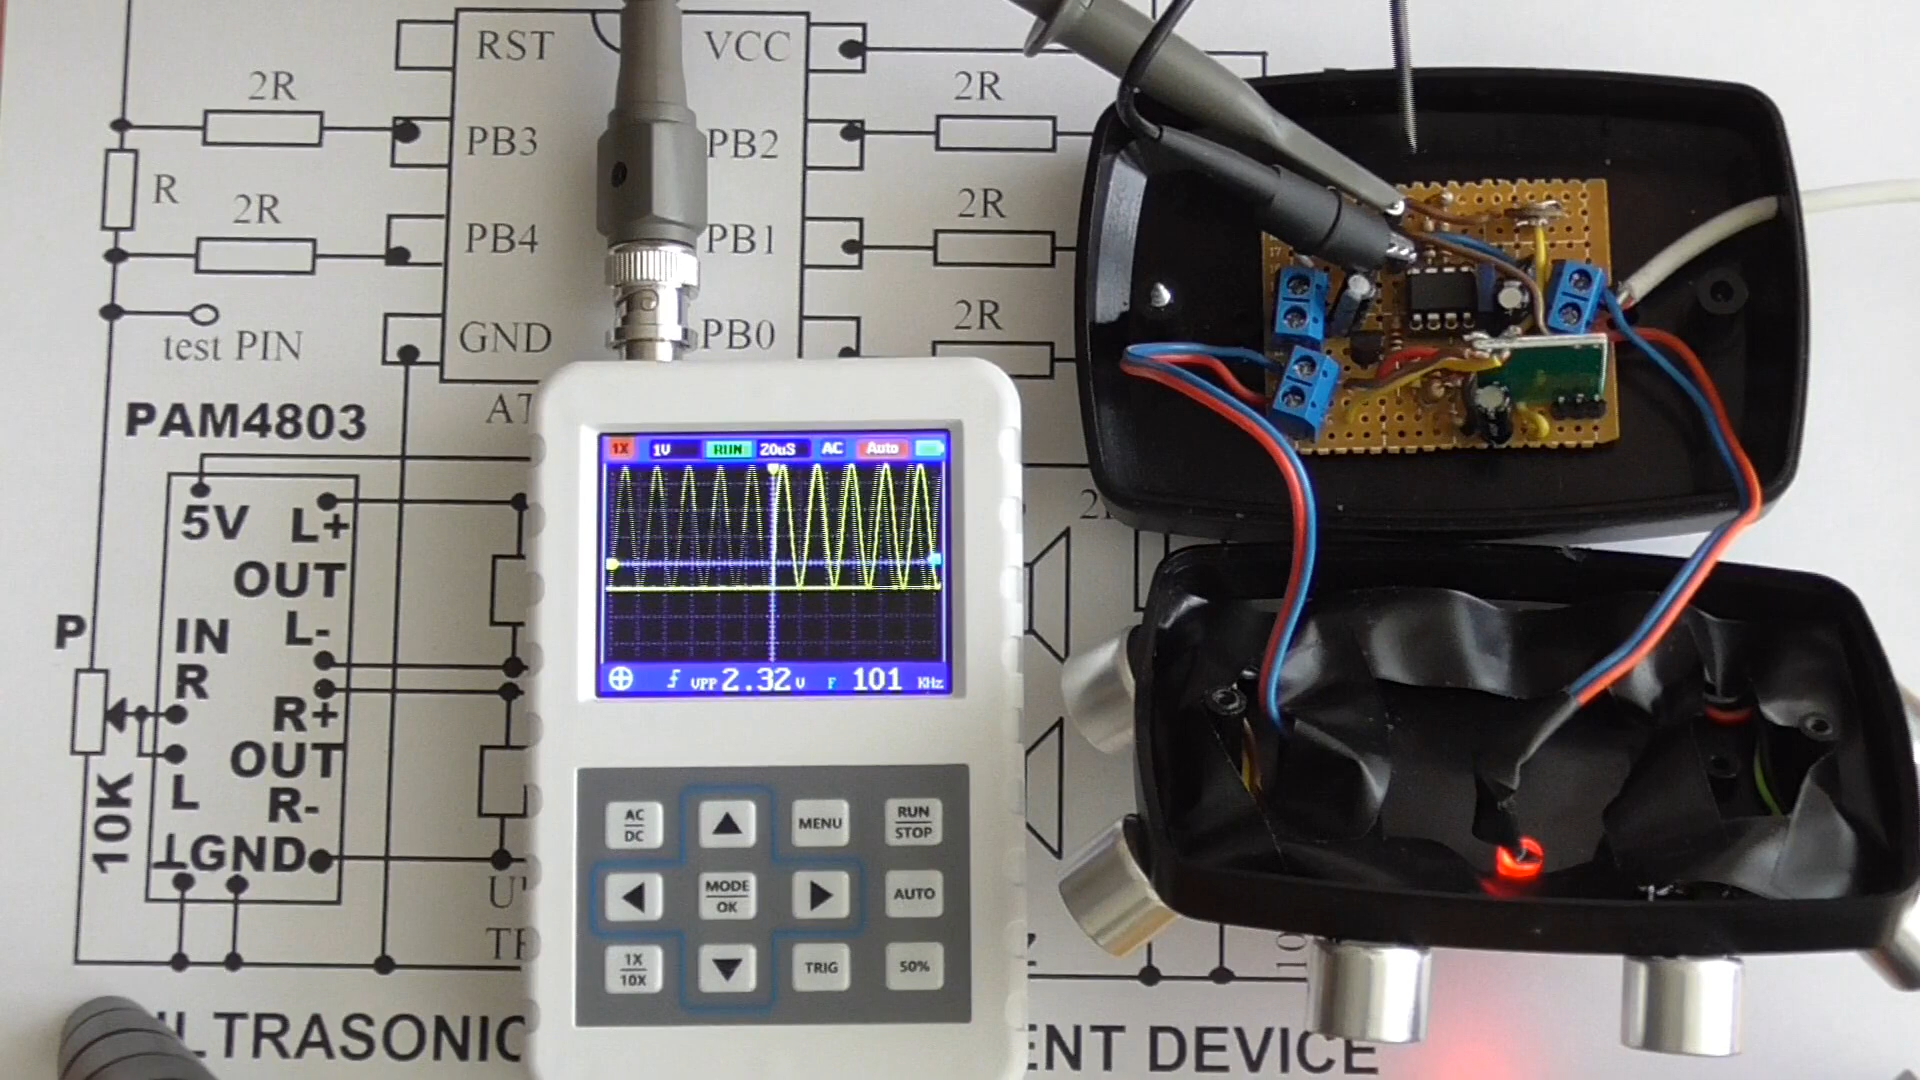 RST
VCC
2R
2R
PB3
PB2
R
2R
2R
PB4
PB1
2R
test PIN
GND
PB0
PAM4803
5V
L+
OUT
L-
IN
R
P
R+
OUT
R-
L
10K
GND
1X 1V RUN 20uS AC Auto
VPP 2.32 V F 101 KHz
AC
DC
MENU
RUN
STOP
MODE
OK
AUTO
1X
10X
TRIG
50%
ULTRASONIC
ENT DEVICE